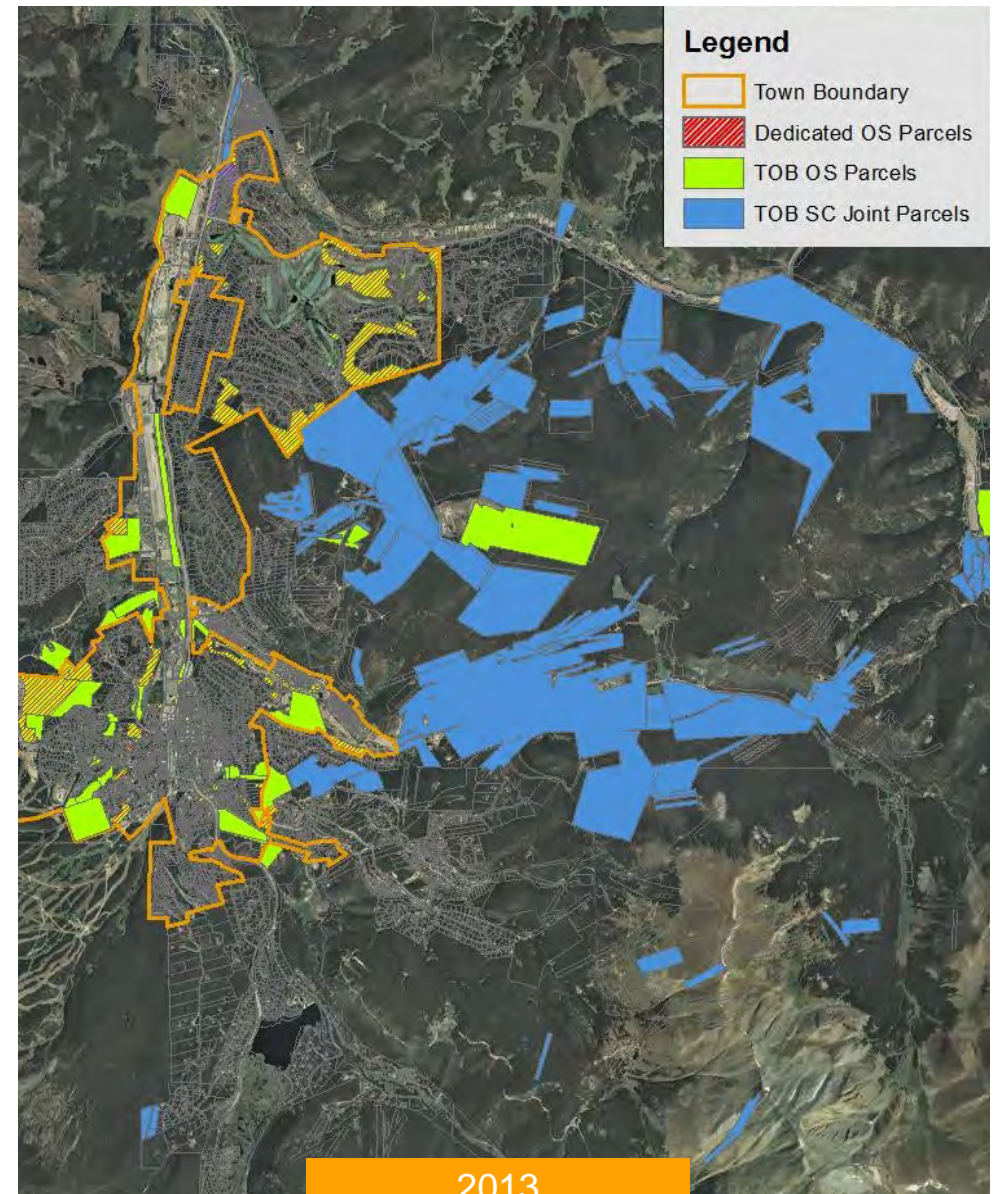 Legend
Town Boundary
Dedicated OS Parcels
TOB OS Parcels
TOB SC Joint Parcels
2013